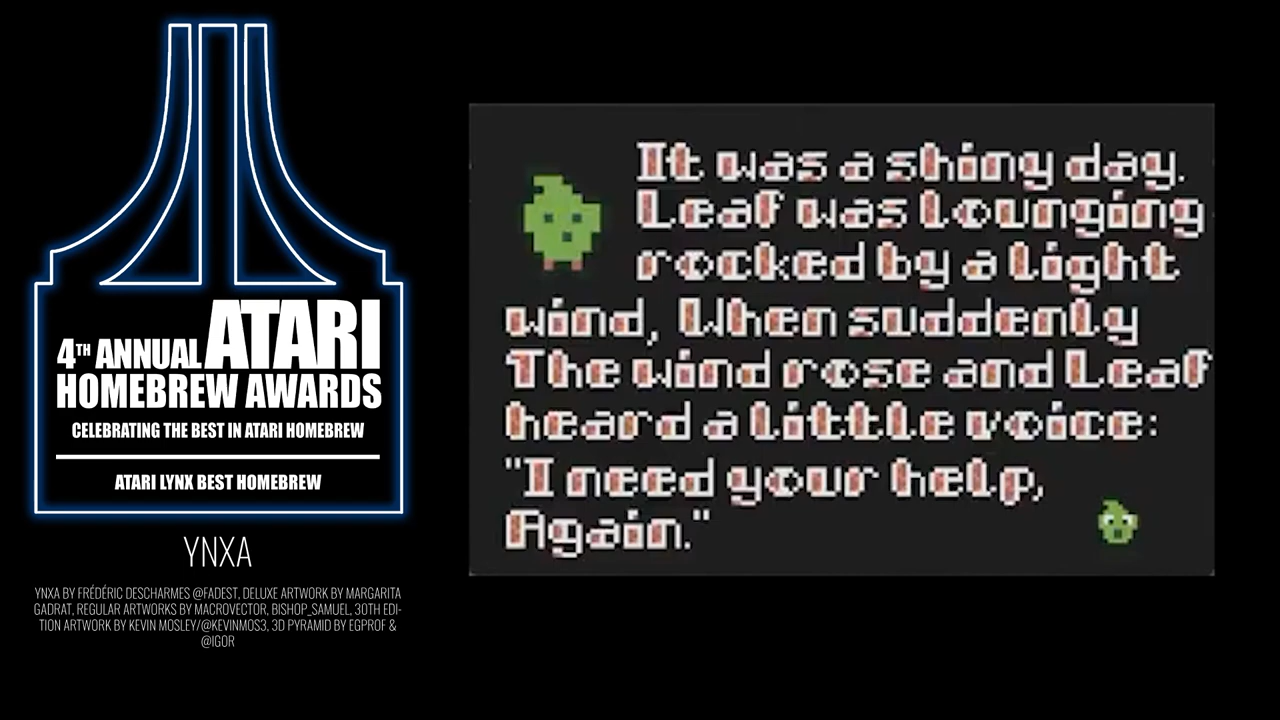 4TH ANNUAL ATARI
HOMEBREW AWARDS
CELEBRATING THE BEST IN ATARI HOMEBREW
ATARI LYNX BEST HOMEBREW
YNXA
YNXA BY FRÉDÉRIC DESCHARMES @FADEST, DELUXE ARTWORK BY MARGARITA
GADRAT, REGULAR ARTWORKS BY MACROVECTOR, BISHOP_SAMUEL, 30TH EDI-
TION ARTWORK BY KEVIN MOSLEY/@KEVINMOS3, 3D PYRAMID BY EGPROF &
@IGOR
It was a shiny day.
Leaf was lounging
rocked by a light
wind, When suddenly
The wind rose and Leaf
heard a little voice:
"I need your help,
Again."